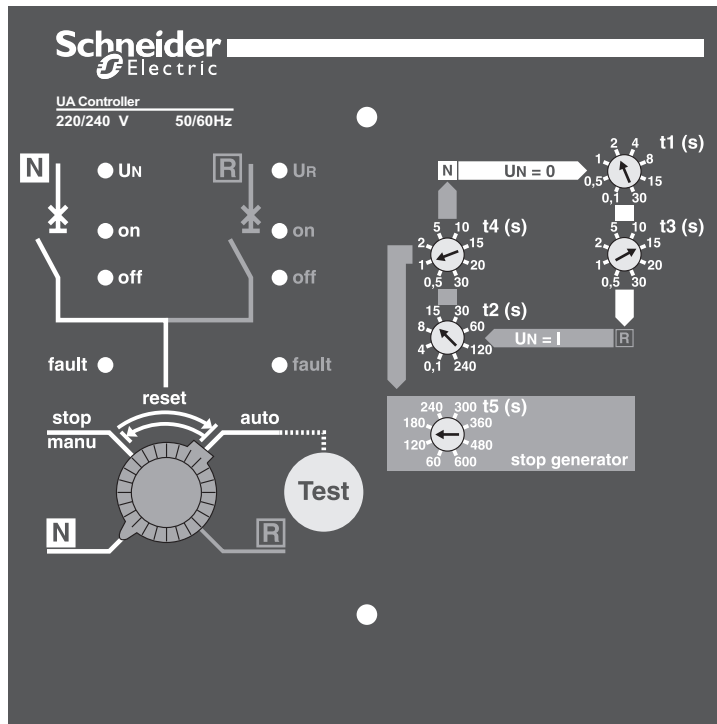 Schneider
Electric
UA Controller
220/240 V 50/60Hz
N
UN
on
off
fault
R
UR
on
off
fault
reset
stop
manu
auto
N
R
Test
N
UN = 0
t1 (s)
0,1 0,5 1 2 4 8 15 30
t3 (s)
0,5 1 2 5 10 15 20 30
R
UN = I
t2 (s)
0,1 4 8 15 30 60 120 240
t4 (s)
0,5 1 2 5 10 15 20 30
t5 (s)
60 120 180 240 300 360 480 600
stop generator